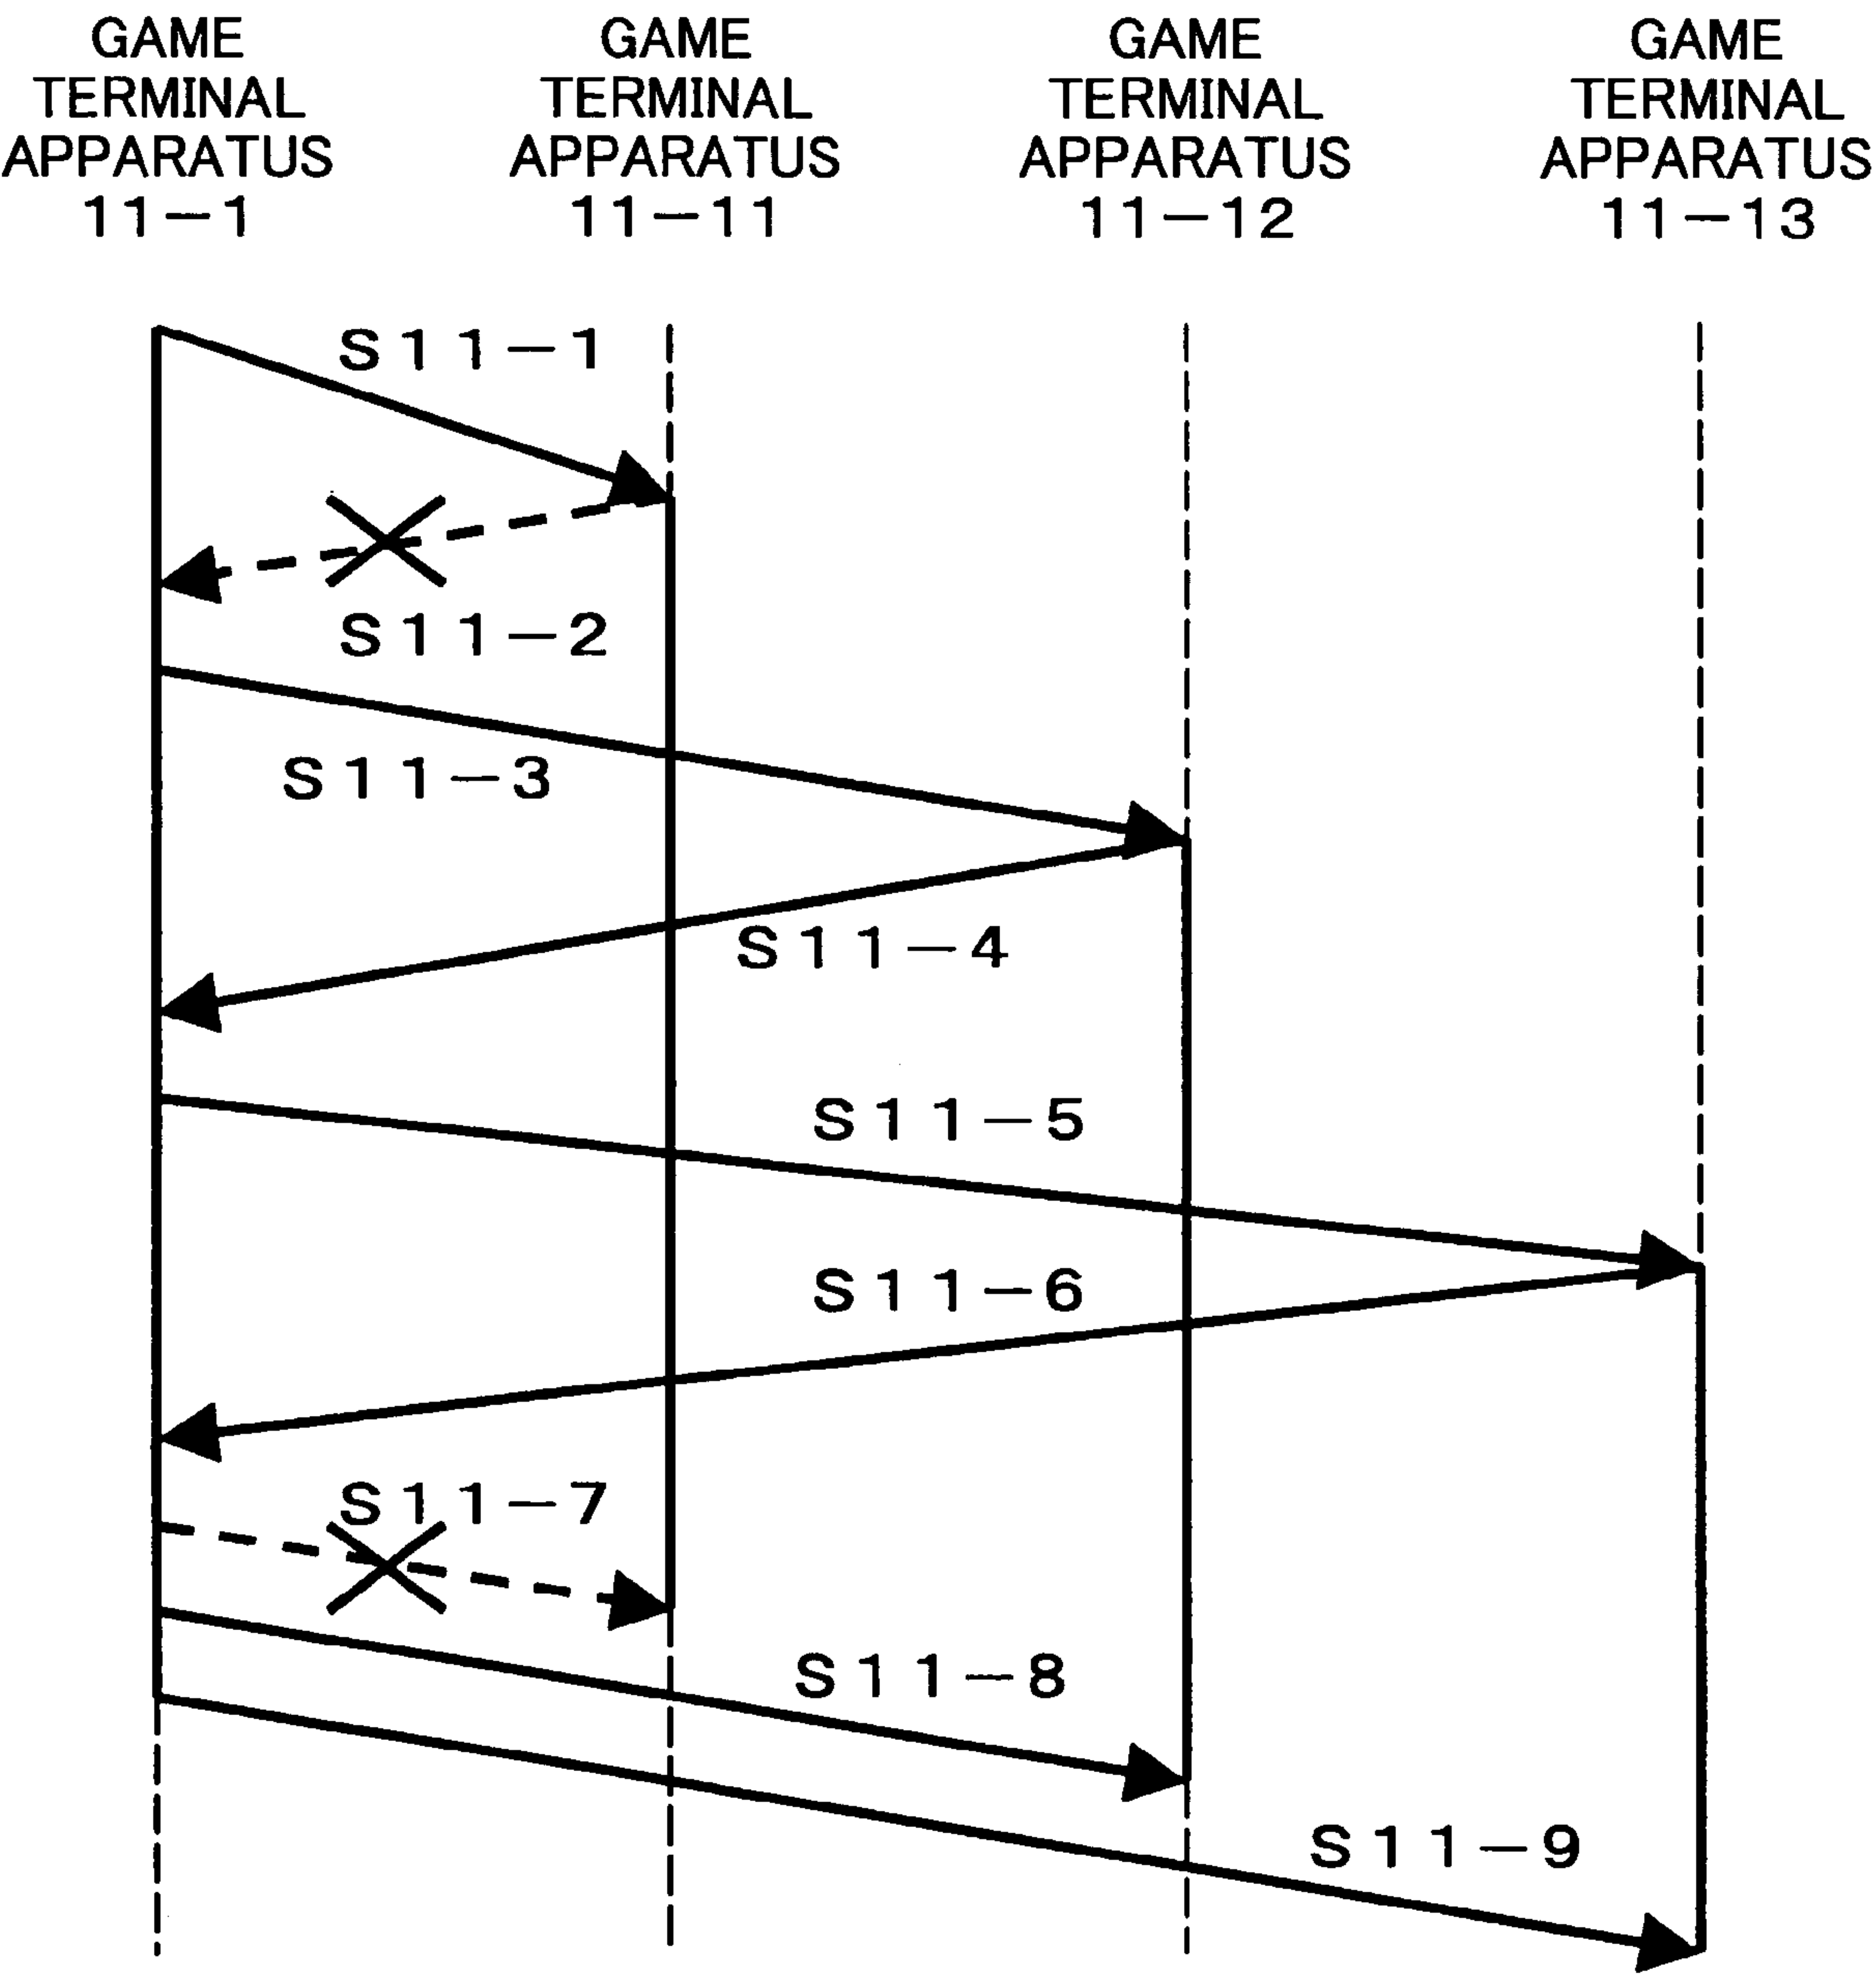 GAME
TERMINAL
APPARATUS
11-1
GAME
TERMINAL
APPARATUS
11-11
GAME
TERMINAL
APPARATUS
11-12
GAME
TERMINAL
APPARATUS
11-13
S11-1
S11-2
S11-3
S11-4
S11-5
S11-6
S11-7
S11-8
S11-9